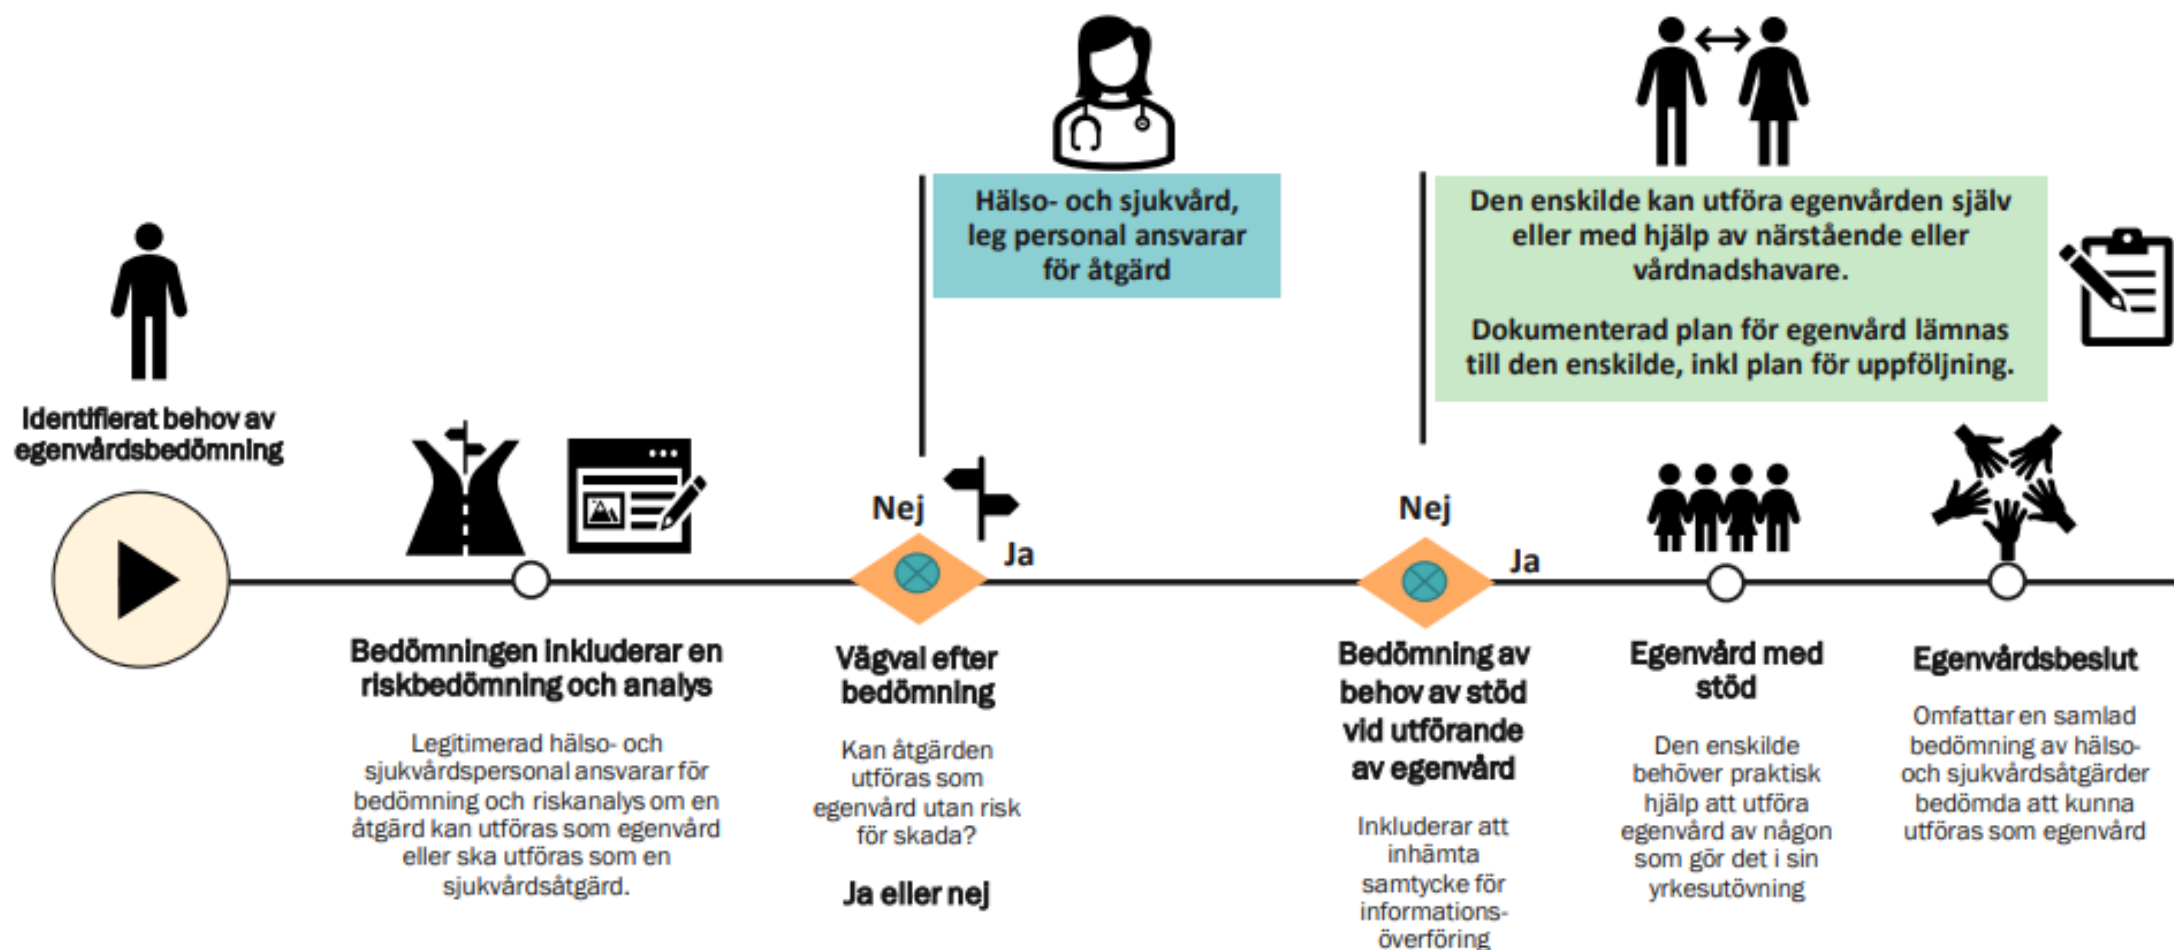 Identifierat behov av
egenvårdsbedömning
Bedömningen inkluderar en
riskbedömning och analys
Legitimerad hälso- och
sjukvårdspersonal ansvarar för
bedömning och riskanalys om en
åtgärd kan utföras som egenvård
eller ska utföras som en
sjukvårdsåtgärd.
Hälso- och sjukvård,
leg personal ansvarar
för åtgärd
Nej
Ja
Vägval efter
bedömning
Kan åtgärden
utföras som
egenvård utan risk
för skada?
Ja eller nej
Den enskilde kan utföra egenvården själv
eller med hjälp av närstående eller
vårdnadshavare.
Dokumenterad plan för egenvård lämnas
till den enskilde, inkl plan för uppföljning.
Nej
Ja
Bedömning av
behov av stöd
vid utförande
av egenvård
Inkluderar att
inhämta
samtycke för
informations-
överföring
Egenvård med
stöd
Den enskilde
behöver praktisk
hjälp att utföra
egenvård av någon
som gör det i sin
yrkesutövning
Egenvårdsbeslut
Omfattar en samlad
bedömning av hälso-
och sjukvårdsåtgärder
bedömda att kunna
utföras som egenvård